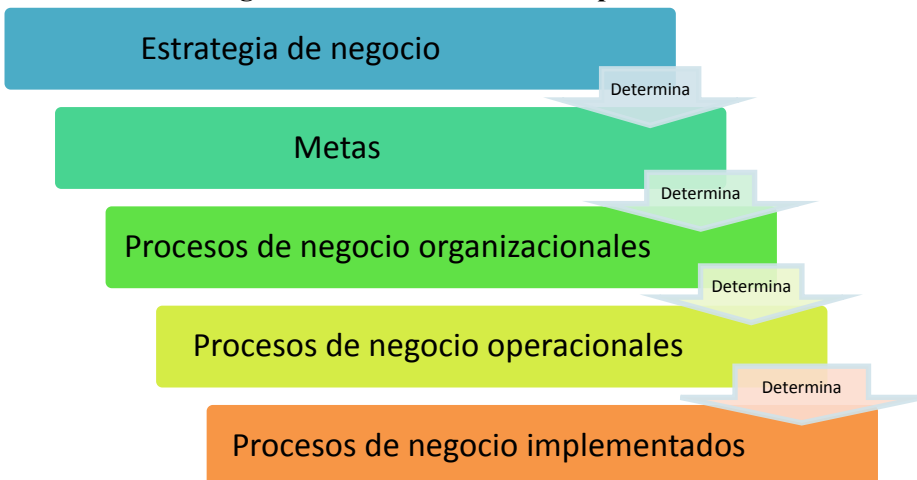 Estrategia de negocio
Determina
Metas
Determina
Procesos de negocio organizacionales
Determina
Procesos de negocio operacionales
Determina
Procesos de negocio implementados